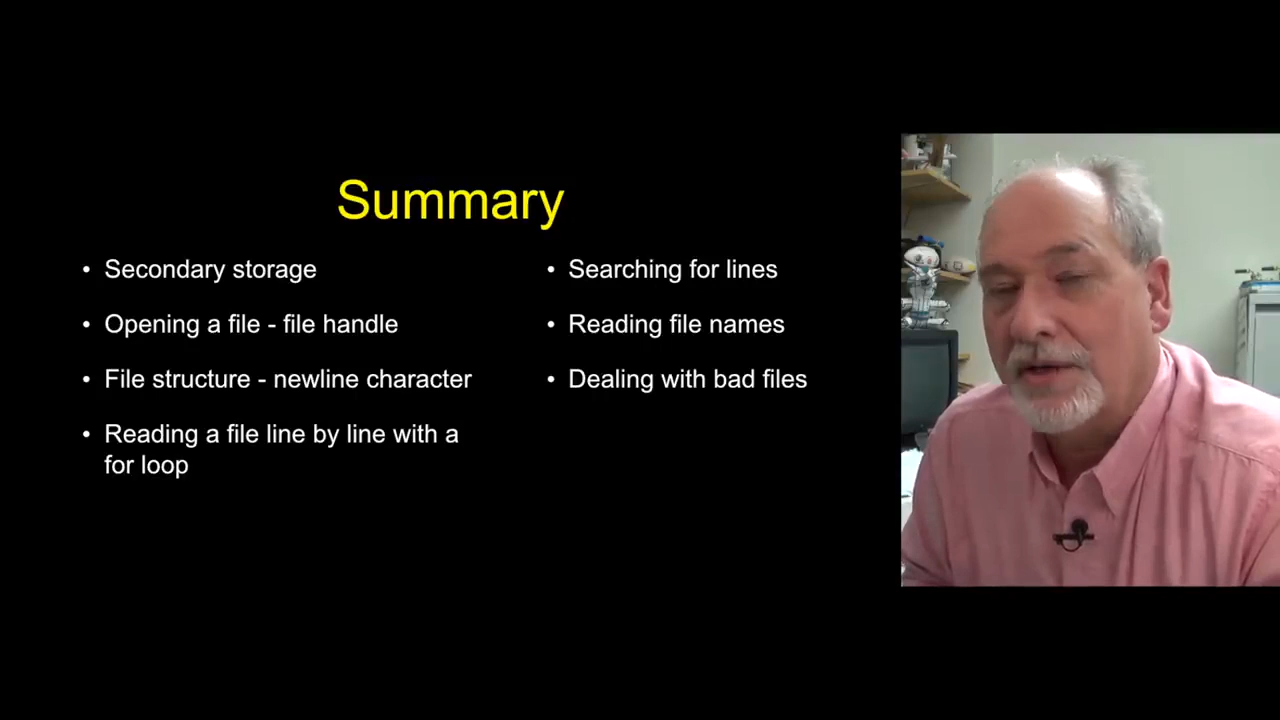 Summary
• Secondary storage
• Opening a file - file handle
• File structure - newline character
• Reading a file line by line with a
for loop
• Searching for lines
• Reading file names
• Dealing with bad files